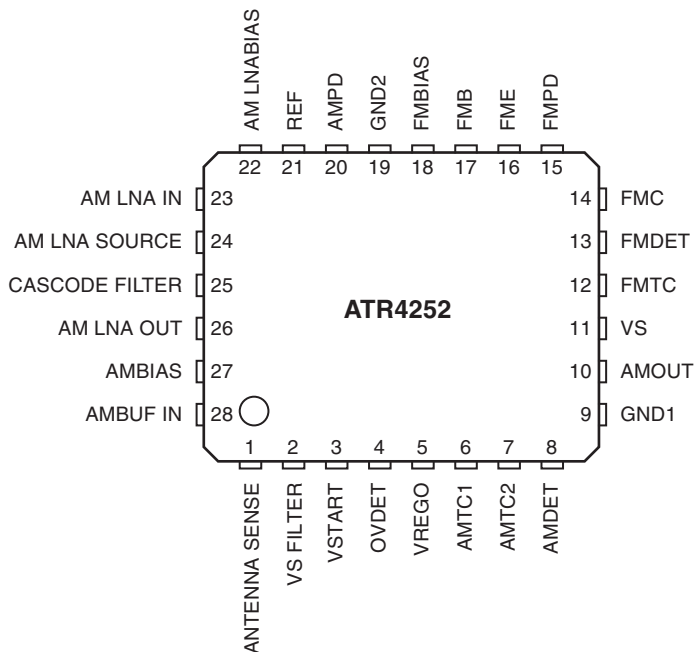 AM LNABIAS
REF
AMPD
GND2
FMBIAS
FMB
FME
FMPD
22 21 20 19 18 17 16 15
AM LNA IN 23 14 FMC
AM LNA SOURCE 24 13 FMDET
CASCODE FILTER 25 12 FMTC
ATR4252
AM LNA OUT 26 11 VS
AMBIAS 27 10 AMOUT
AMBUF IN 28 9 GND1
1 2 3 4 5 6 7 8
ANTENNA SENSE
VS FILTER
VSTART
OVDET
VREGO
AMTC1
AMTC2
AMDET